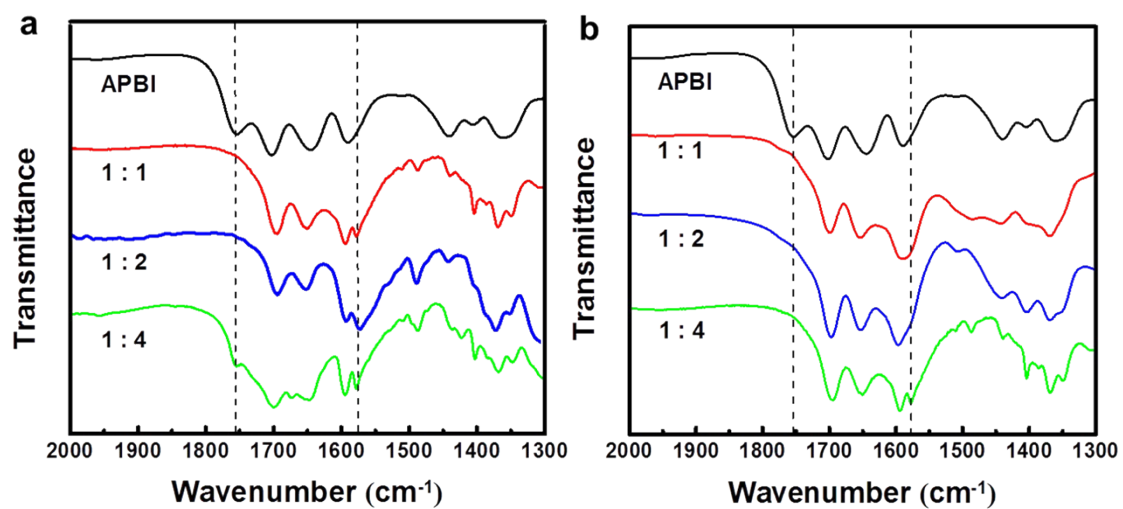 a
APBI
1 : 1
1 : 2
1 : 4
Transmittance
2000 1900 1800 1700 1600 1500 1400 1300
Wavenumber (cm-1)
b
APBI
1 : 1
1 : 2
1 : 4
Transmittance
2000 1900 1800 1700 1600 1500 1400 1300
Wavenumber (cm-1)